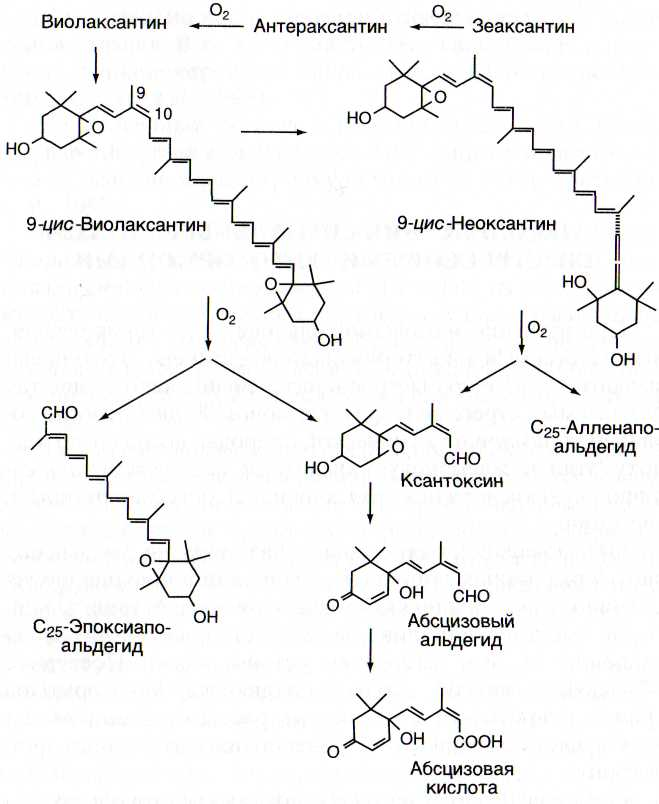 Виолаксантин O2 Антераксантин O2 Зеаксантин
9
10
O
HO
O
HO
9-цис-Виолаксантин
9-цис-Неоксантин
O
OH
HO
OH
O2
O2
CHO
C25-Алленапо-
альдегид
O
HO
CHO
Ксантоксин
O
OH
C25-Эпоксиапо-
альдегид
O
OH
CHO
Абсцизовый
альдегид
O
OH
COOH
Абсцизовая
кислота